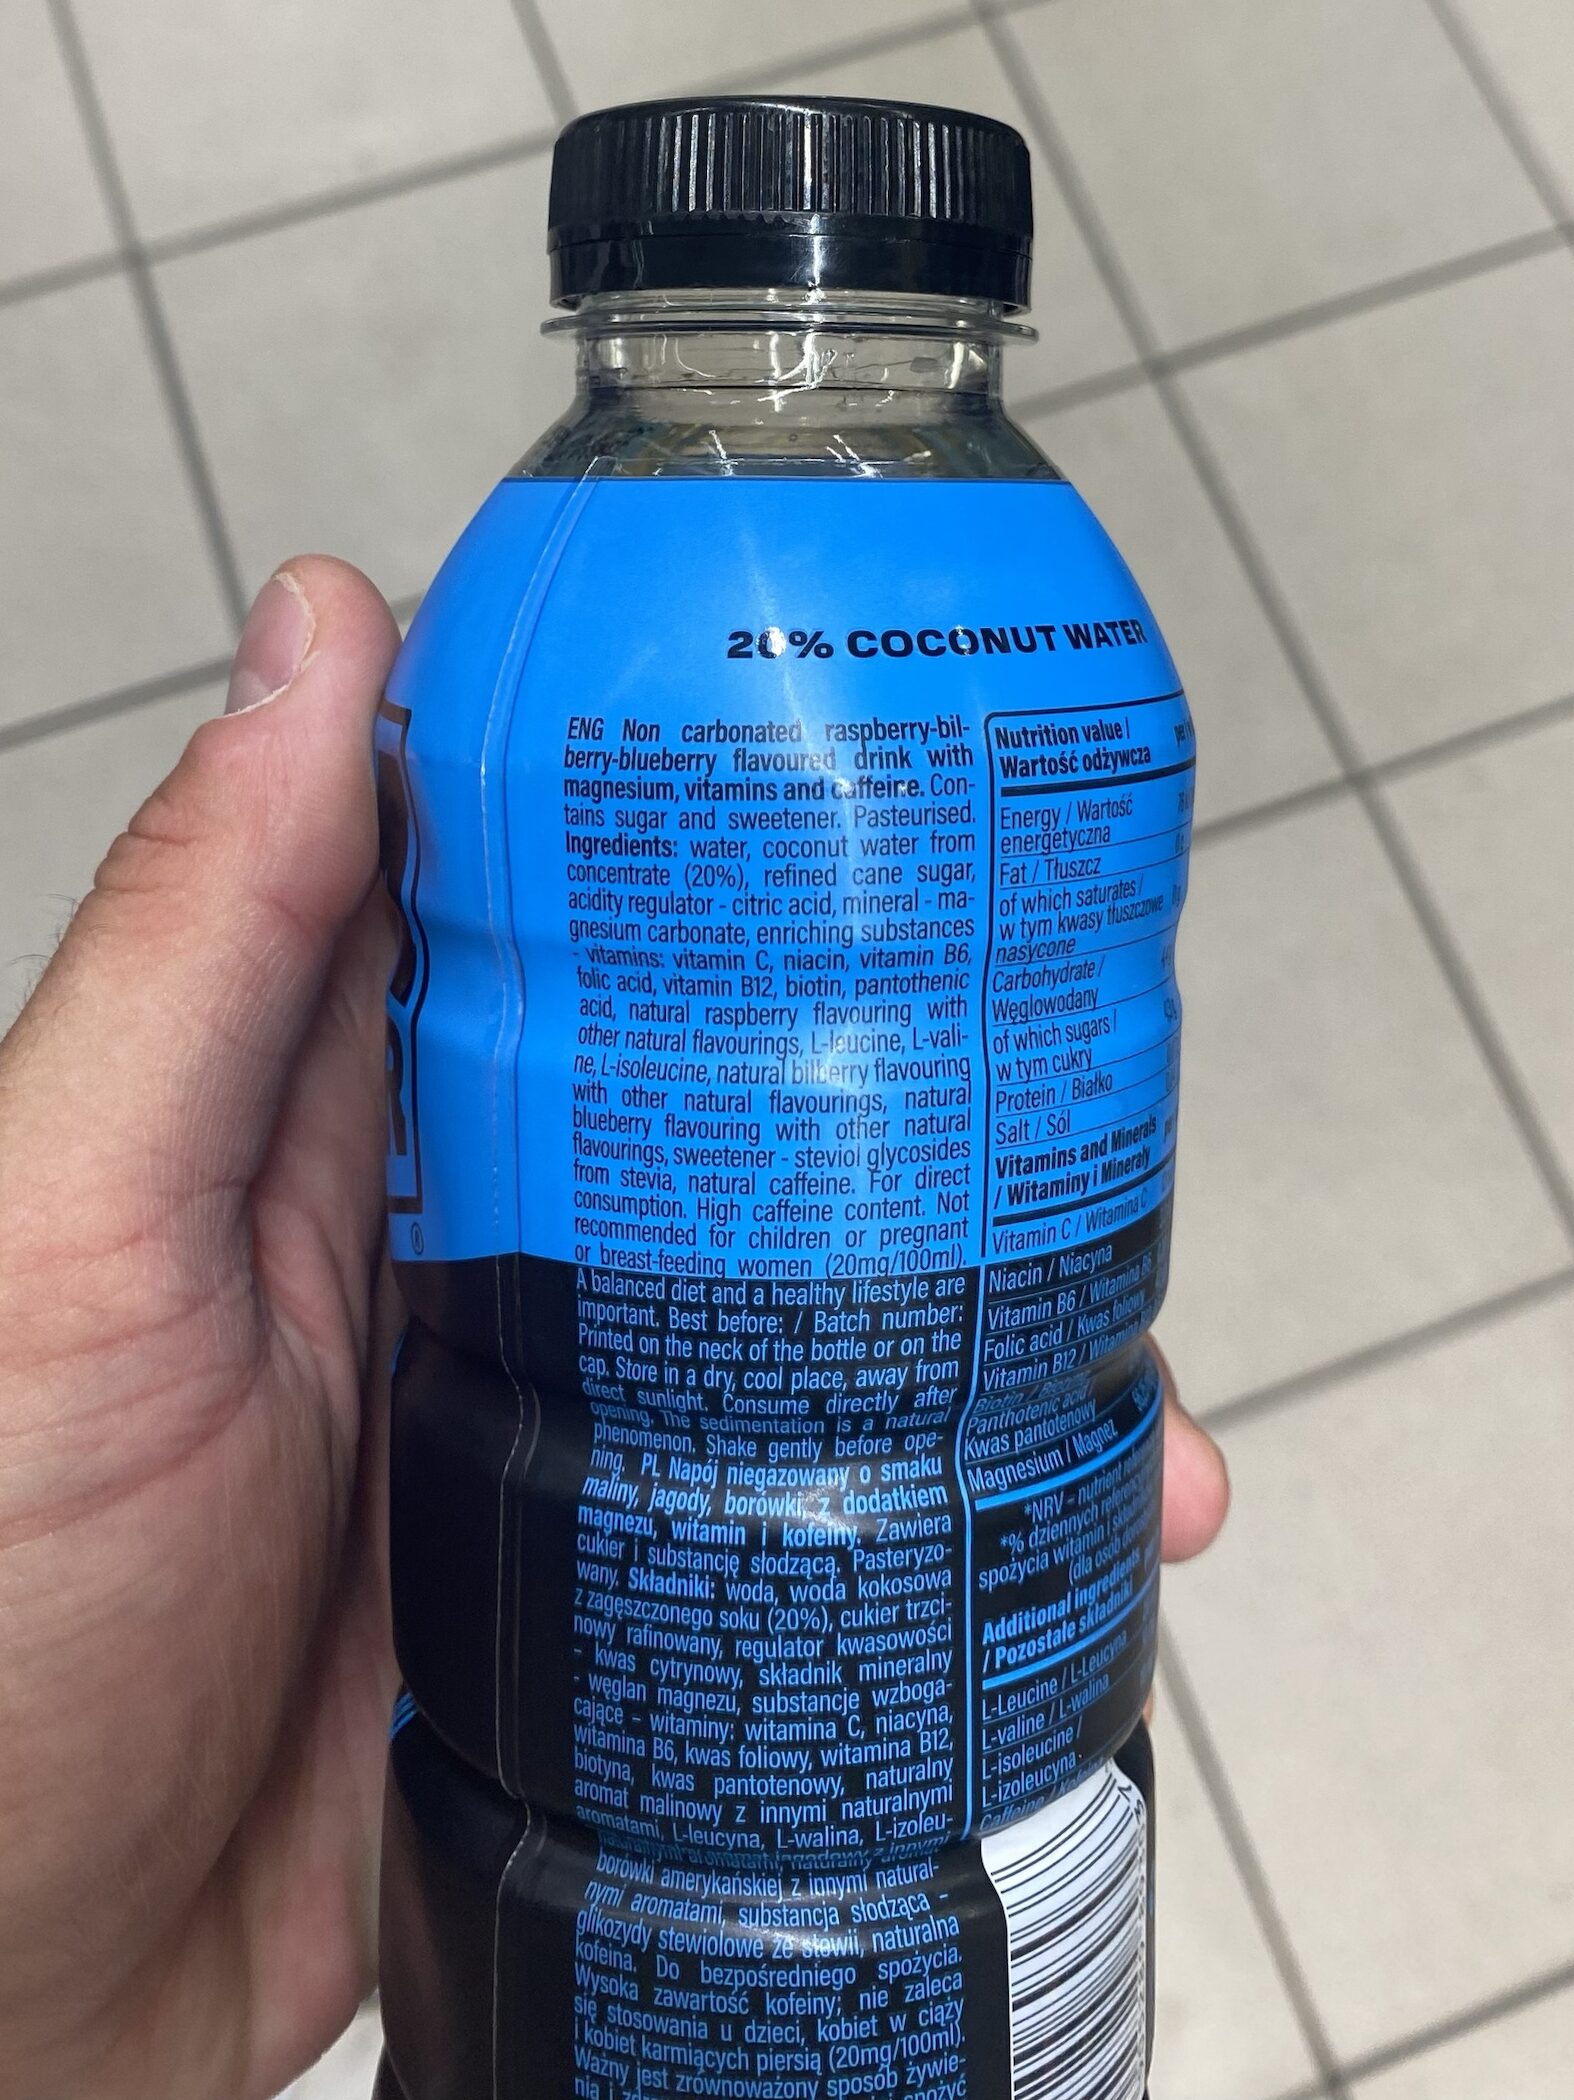 20% COCONUT WATER
ENG Non carbonated raspberry-bil-
berry-blueberry flavoured drink with
magnesium, vitamins and caffeine. Con-
tains sugar and sweetener. Pasteurised.
Ingredients: water, coconut water from
concentrate (20%), refined cane sugar,
acidity regulator - citric acid, mineral - ma-
gnesium carbonate, enriching substances
- vitamins: vitamin C, niacin, vitamin B6,
folic acid, vitamin B12, biotin, pantothenic
acid, natural raspberry flavouring with
other natural flavourings, L-leucine, L-vali-
ne, L-isoleucine, natural bilberry flavouring
with other natural flavourings, natural
blueberry flavouring with other natural
flavourings, sweetener - steviol glycosides
from stevia, natural caffeine. For direct
consumption. High caffeine content. Not
recommended for children or pregnant
or breast-feeding women (20mg/100ml).
A balanced diet and a healthy lifestyle are
important. Best before: / Batch number:
Printed on the neck of the bottle or on the
cap. Store in a dry, cool place, away from
direct sunlight. Consume directly after
opening. The sedimentation is a natural
phenomenon. Shake gently before ope-
ning. PL Napój niegazowany o smaku
maliny, jagody, borówki, z dodatkiem
magnezu, witamin i kofeiny. Zawiera
cukier i substancję słodzącą. Pasteryzo-
wany. Składniki: woda, woda kokosowa
z zagęszczonego soku (20%), cukier trzci-
nowy rafinowany, regulator kwasowości
- kwas cytrynowy, składnik mineralny
- węglan magnezu, substancje wzboga-
cające - witaminy: witamina C, niacyna,
witamina B6, kwas foliowy, witamina B12,
biotyna, kwas pantotenowy, naturalny
aromat malinowy z innymi naturalnymi
aromatami, L-leucyna, L-walina, L-izoleu-
borówki amerykańskiej z innymi natural-
nymi aromatami, substancja słodząca -
glikozydy stewiolowe ze stewii, naturalna
kofeina. Do bezpośredniego spożycia.
Wysoka zawartość kofeiny; nie zaleca
się stosowania u dzieci, kobiet w ciąży
i kobiet karmiących piersią (20mg/100ml).
Ważny jest zrównoważony sposób żywie-
nia i
Nutrition value /
Wartość odżywcza
Energy / Wartość
energetyczna
Fat / Tłuszcz
of which saturates /
w tym kwasy tłuszczowe
nasycone
Carbohydrate /
Węglowodany
of which sugars /
w tym cukry
Protein / Białko
Salt / Sól
Vitamins and Minerals
/ Witaminy i Minerały
Vitamin C / Witamina C
Niacin / Niacyna
Vitamin B6 / Witamina B6
Folic acid / Kwas foliowy
Vitamin B12 / Witamina
Biotin /
Panthotenic acid /
Kwas pantotenowy
Magnesium / Magnez
*NRV - nutrient
*% dziennych
spożycia witamin i
(dla osób
Additional ingredients
/ Pozostałe składniki
L-Leucine / L-Leucyna
L-valine / L-walina
L-isoleucine /
L-izoleucyna
Caffeine /